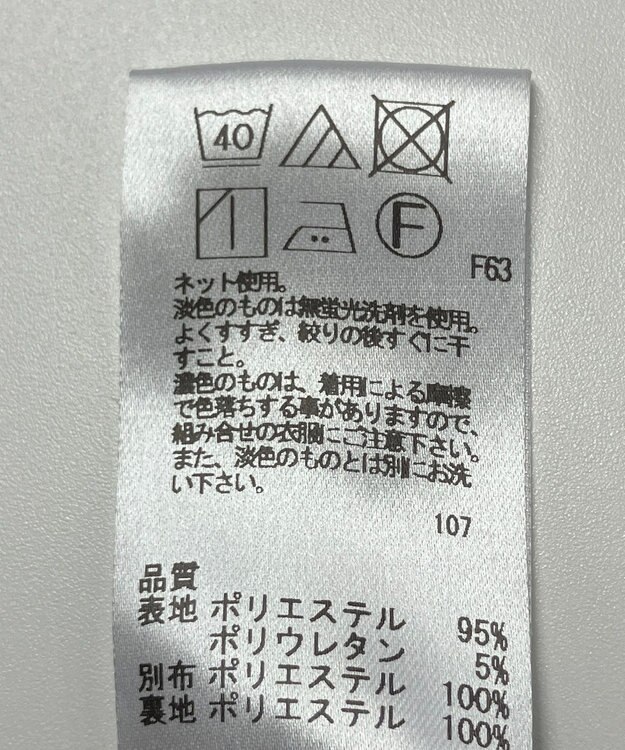 40
F
F63
ネット使用。
淡色のものは無蛍光洗剤を使用。
よくすすぎ、絞りの後すぐに干
すこと。
濃色のものは、着用による摩擦
で色落ちする事がありますので、
組み合せの衣服にご注意下さい。
また、淡色のものとは別にお洗
い下さい。
107
品質
表地 ポリエステル 95%
ポリウレタン 5%
別布 ポリエステル 100%
裏地 ポリエステル 100%